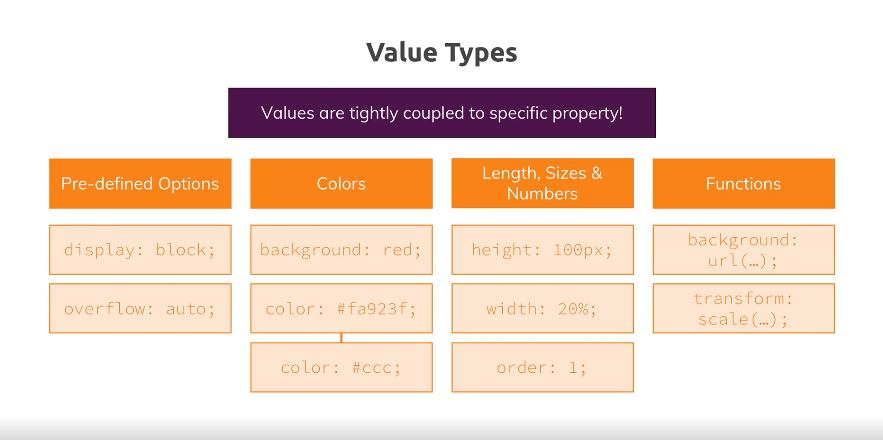 Value Types
Values are tightly coupled to specific property!
Pre-defined Options
Colors
Length, Sizes &
Numbers
Functions
display: block;
background: red;
height: 100px;
background:
url(…);
overflow: auto;
color: #fa923f;
width: 20%;
transform:
scale(…);
color: #ccc;
order: 1;